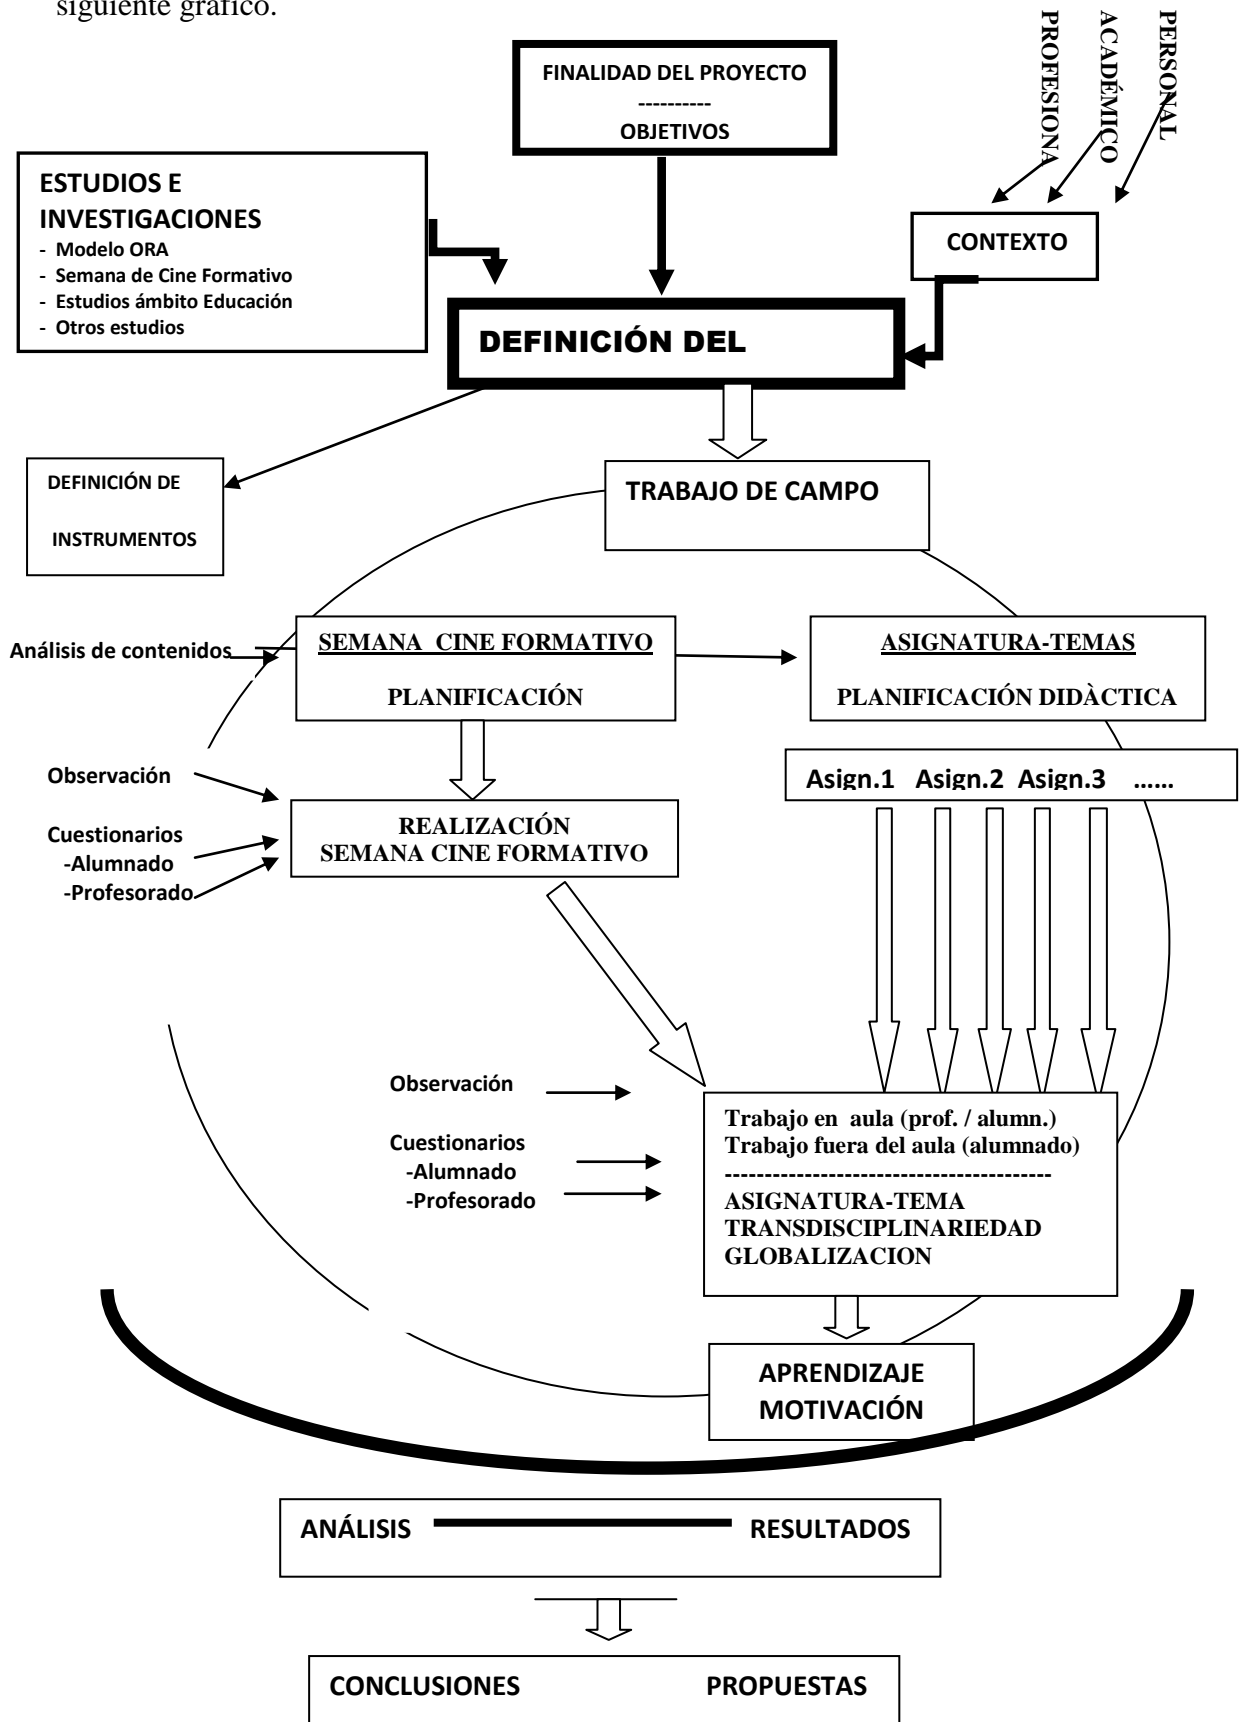 siguiente gráfico.
PROFESIONA
ACADÉMICO
PERSONAL
FINALIDAD DEL PROYECTO
----------
OBJETIVOS
ESTUDIOS E
INVESTIGACIONES
- Modelo ORA
- Semana de Cine Formativo
- Estudios ámbito Educación
- Otros estudios
CONTEXTO
DEFINICIÓN DEL
DEFINICIÓN DE
INSTRUMENTOS
TRABAJO DE CAMPO
Análisis de contenidos
SEMANA CINE FORMATIVO
PLANIFICACIÓN
ASIGNATURA-TEMAS
PLANIFICACIÓN DIDÀCTICA
Asign.1 Asign.2 Asign.3 ……
Observación
Cuestionarios
-Alumnado
-Profesorado
REALIZACIÓN
SEMANA CINE FORMATIVO
Observación
Cuestionarios
-Alumnado
-Profesorado
Trabajo en aula (prof. / alumn.)
Trabajo fuera del aula (alumnado)
-----------------------------------------
ASIGNATURA-TEMA
TRANSDISCIPLINARIEDAD
GLOBALIZACION
APRENDIZAJE
MOTIVACIÓN
ANÁLISIS RESULTADOS
CONCLUSIONES PROPUESTAS